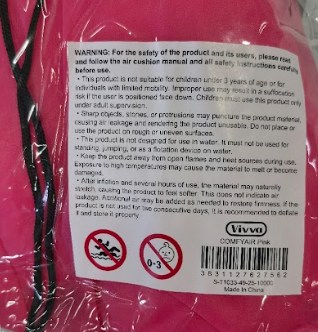 WARNING: For the safety of the product and its users, please read
and follow the air cushion manual and all safety instructions carefully
before use.
• This product is not suitable for children under 3 years of age or for
individuals with limited mobility. Improper use may result in a suffocation
risk if the user is positioned face down. Children must use this product only
under adult supervision.
• Sharp objects, stones, or protrusions may puncture the product material,
causing air leakage and rendering the product unusable. Do not place or
use the product on rough or uneven surfaces.
• The product is not designed for use in water. It must not be used for
standing, jumping, or as a flotation device on water.
• Keep the product away from open flames and heat sources during use.
Exposure to high temperatures may cause the material to melt or become
damaged.
• After inflation and several hours of use, the material may naturally
stretch, causing the product to feel softer. This does not indicate air
leakage. Additional air may be added as needed to restore firmness. If the
product is not used for two consecutive days, it is recommended to deflate
it and store it properly.
0-3
Vivvo
COMFYAIR Pink
3831127627562
Made in China